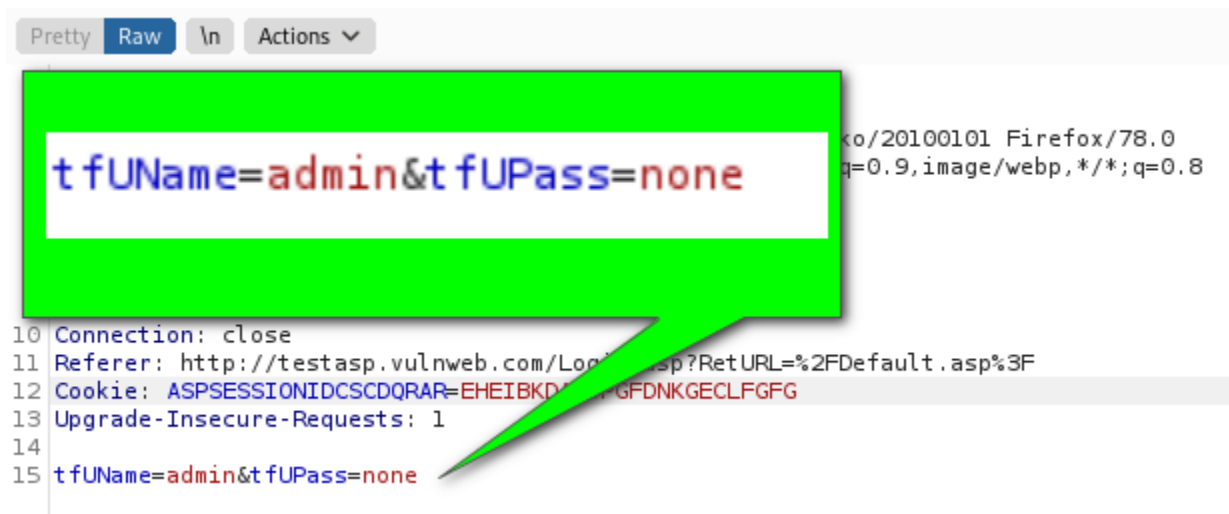 Pretty Raw \n Actions
tfUName=admin&tfUPass=none
ko/20100101 Firefox/78.0
q=0.9,image/webp,*/*;q=0.8
10 Connection: close
11 Referer: http://testasp.vulnweb.com/Logi sp?RetURL=%2FDefault.asp%3F
12 Cookie: ASPSESSIONIDCSCDQRAR=EHEIBKD GFDNKGECLFGFG
13 Upgrade-Insecure-Requests: 1
14
15 tfUName=admin&tfUPass=none